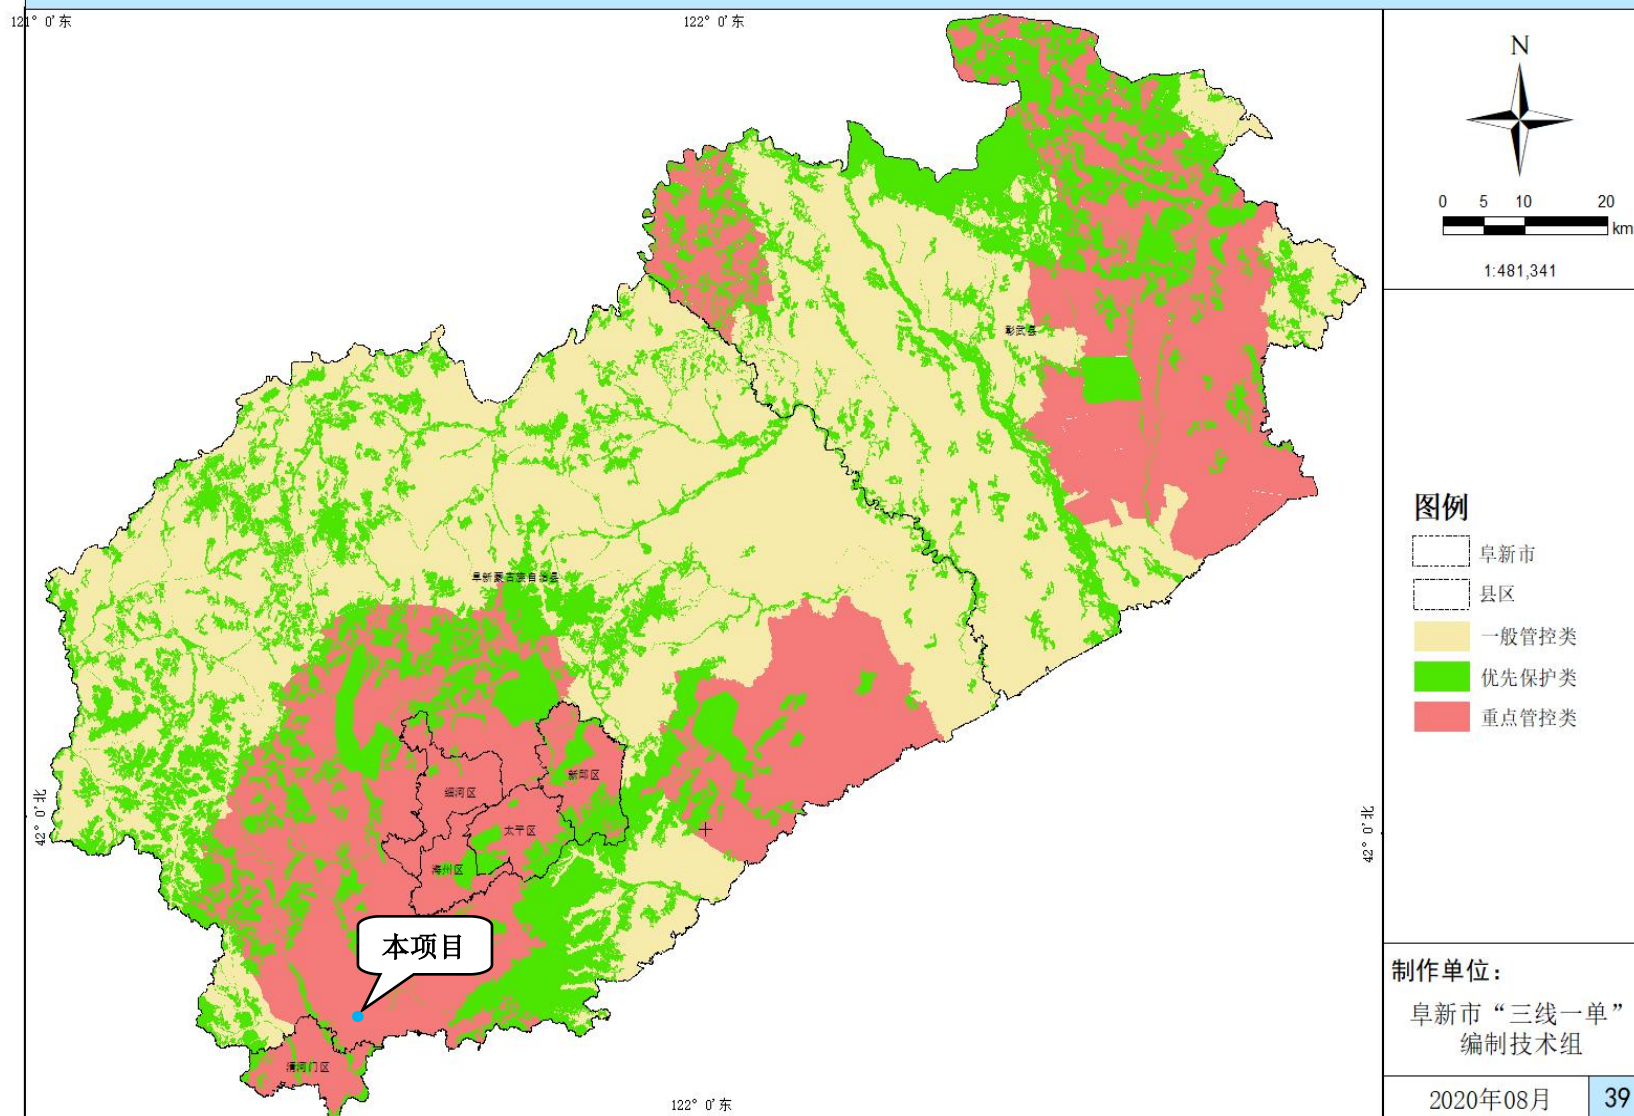 121° 0′东
122° 0′东
N
0 5 10 20
km
1:481,341
彰武县
图例
阜新市
县区
一般管控类
优先保护类
重点管控类
阜新蒙古族自治县
新邱区
细河区
太平区
海州区
42° 0′北
42° 0′北
本项目
清河门区
制作单位：
阜新市“三线一单”
编制技术组
2020年08月
39
122° 0′东